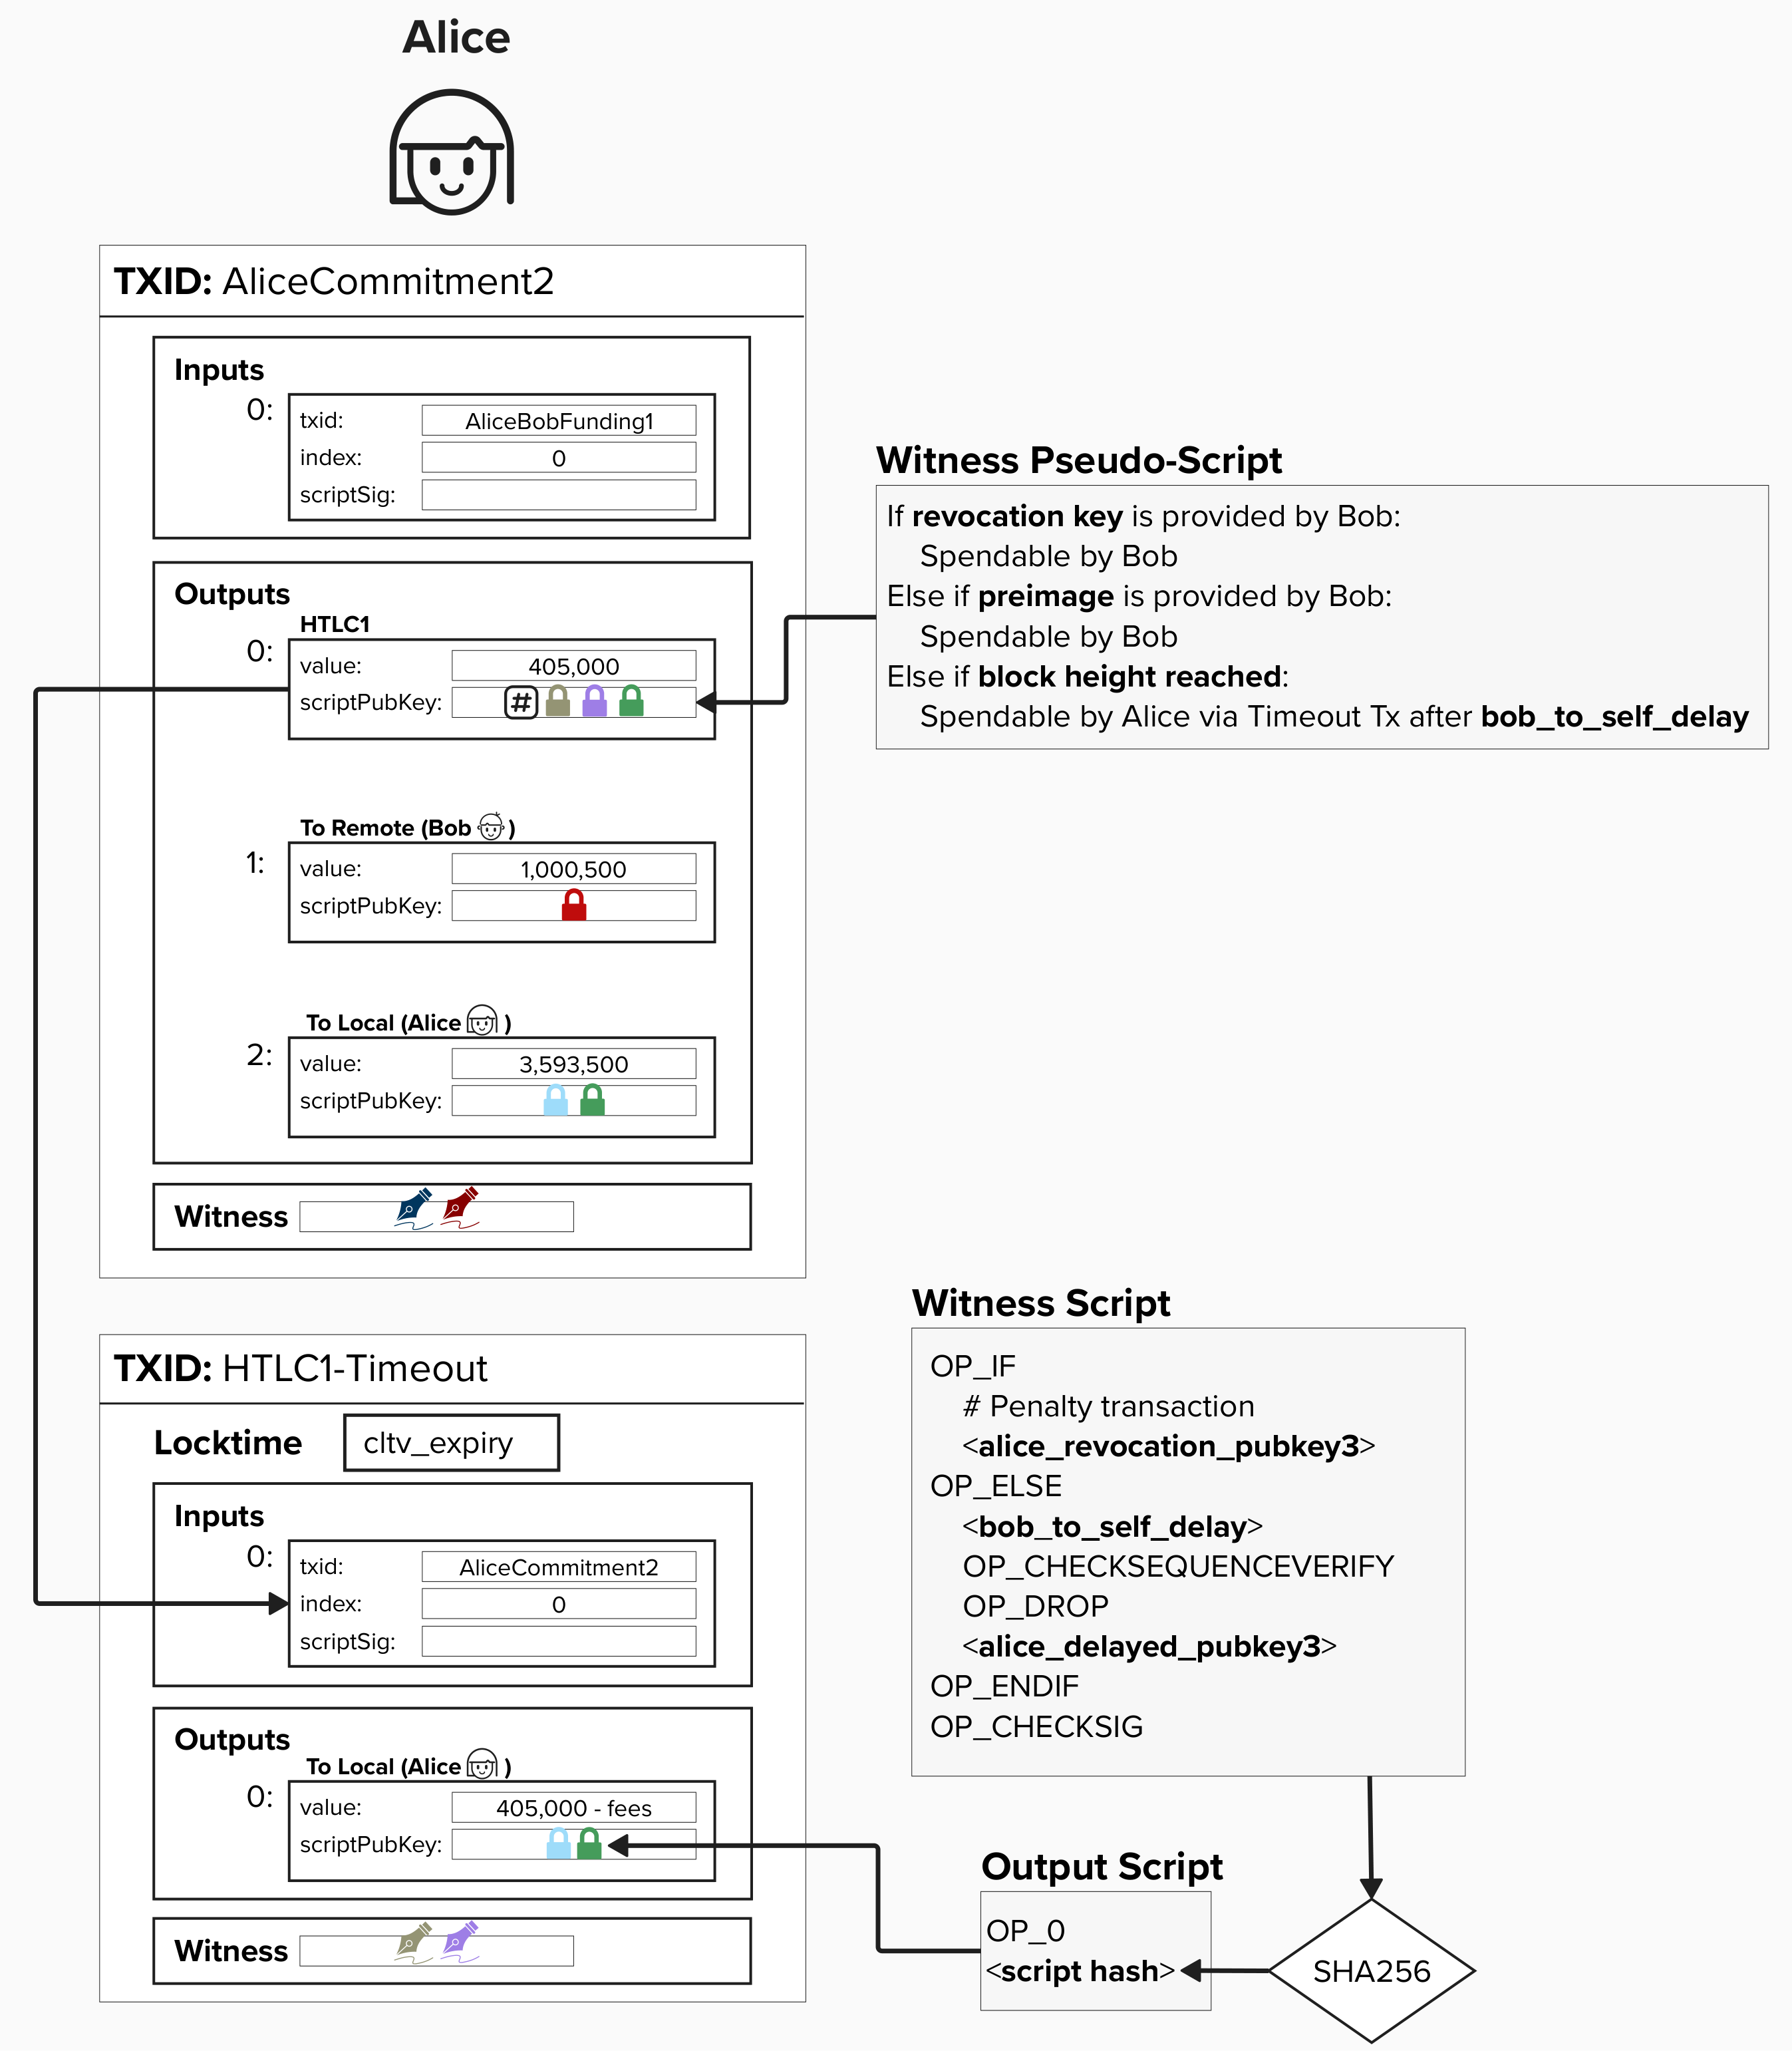 Alice
TXID: AliceCommitment2
Inputs
0:
txid: AliceBobFunding1
index: 0
scriptSig:
Outputs
HTLC1
0:
value: 405,000
scriptPubKey: #
To Remote (Bob )
1:
value: 1,000,500
scriptPubKey:
To Local (Alice )
2:
value: 3,593,500
scriptPubKey:
Witness
Witness Pseudo-Script
If revocation key is provided by Bob:
Spendable by Bob
Else if preimage is provided by Bob:
Spendable by Bob
Else if block height reached:
Spendable by Alice via Timeout Tx after bob_to_self_delay
TXID: HTLC1-Timeout
Locktime cltv_expiry
Inputs
0:
txid: AliceCommitment2
index: 0
scriptSig:
Outputs
To Local (Alice )
0:
value: 405,000 - fees
scriptPubKey:
Witness
Witness Script
OP_IF
# Penalty transaction
<alice_revocation_pubkey3>
OP_ELSE
<bob_to_self_delay>
OP_CHECKSEQUENCEVERIFY
OP_DROP
<alice_delayed_pubkey3>
OP_ENDIF
OP_CHECKSIG
Output Script
OP_0
<script hash>
SHA256